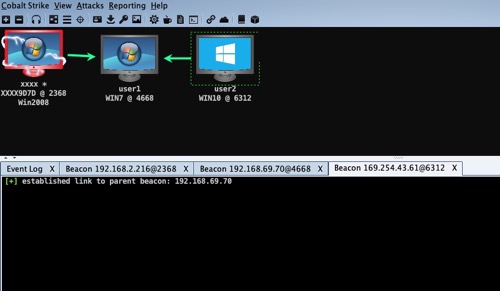 Cobalt Strike View Attacks Reporting Help
xxxx *
XXXX9D7D @ 2368
Win2008
user1
WIN7 @ 4668
user2
WIN10 @ 6312
Event Log X Beacon 192.168.2.216@2368 X Beacon 192.168.69.70@4668 X Beacon 169.254.43.61@6312 X
[+] established link to parent beacon: 192.168.69.70